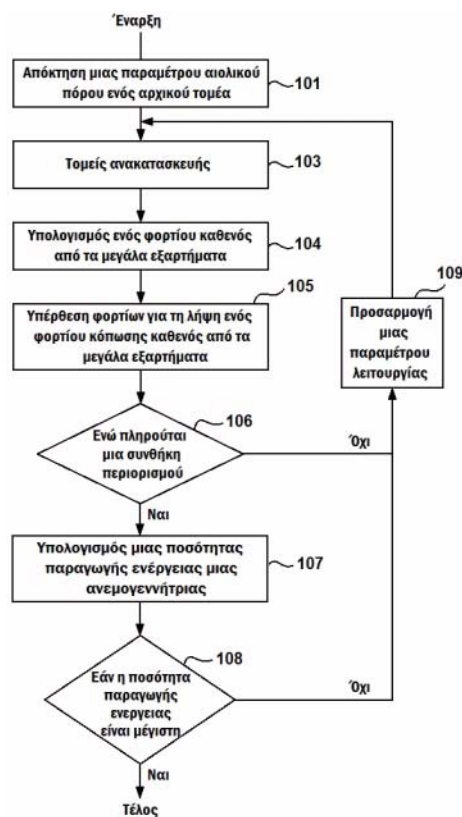 Έναρξη
Απόκτηση μιας παραμέτρου αιολικού
πόρου ενός αρχικού τομέα
101
Τομείς ανακατασκευής
103
Υπολογισμός ενός φορτίου καθενός
από τα μεγάλα εξαρτήματα
104
105
Υπέρθεση φορτίων για τη λήψη ενός
φορτίου κόπωσης καθενός από τα
μεγάλα εξαρτήματα
109
Προσαρμογή
μιας
παραμέτρου
λειτουργίας
106
Ενώ πληρούται
μια συνθήκη
περιορισμού
Όχι
Ναι
Υπολογισμός μιας ποσότητας
παραγωγής ενέργειας μιας
ανεμογεννήτριας
107
108
Εάν η ποσότητα
παραγωγής
ενεργειας
είναι μέγιστη
Όχι
Ναι
Τέλος